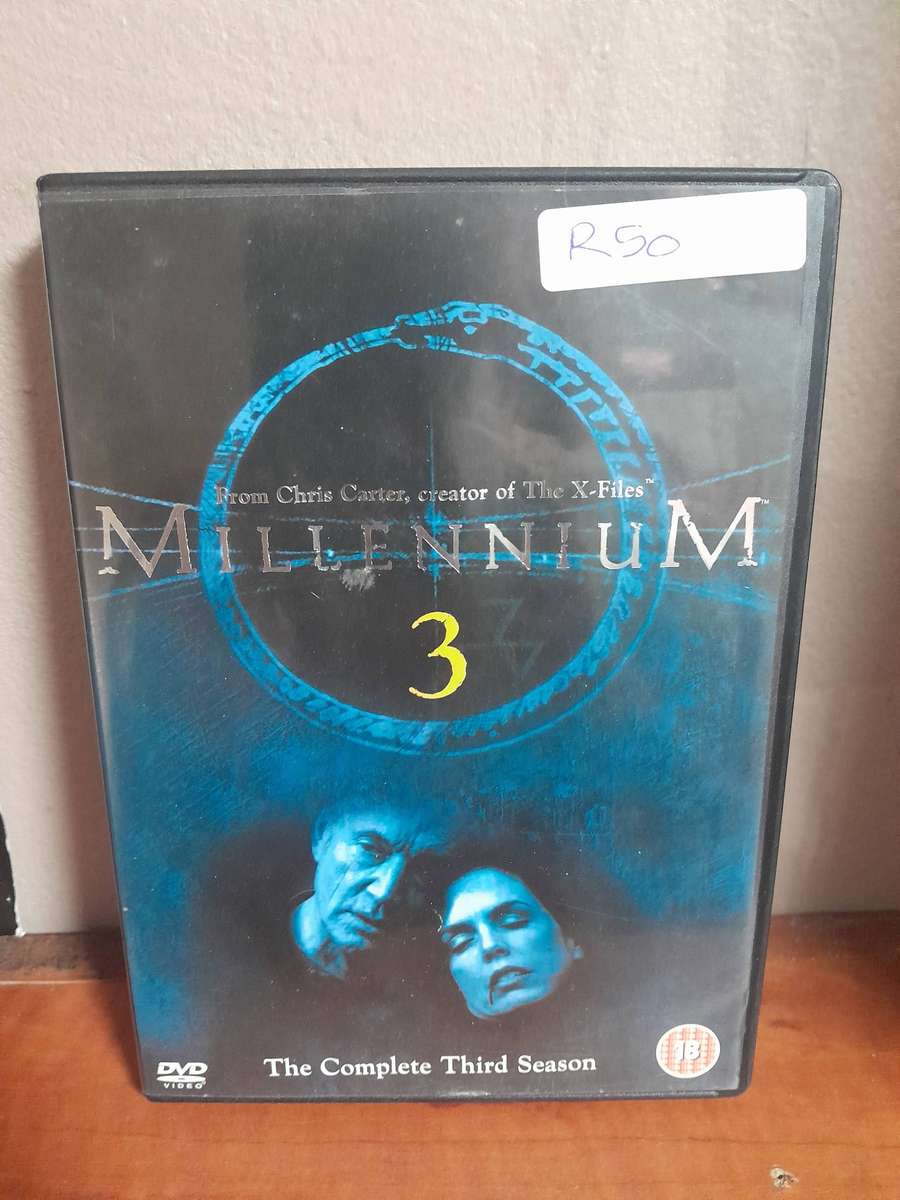 R50
From Chris Carter, creator of The X-Files™
MILLENNIUM™
3
The Complete Third Season
DVD
VIDEO
18